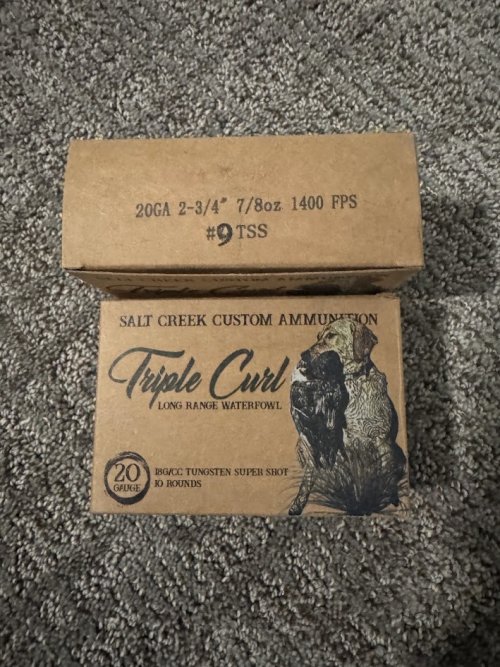 20GA 2-3/4" 7/8oz 1400 FPS
#9 TSS
SALT CREEK CUSTOM AMMUNITION
Triple Curl
LONG RANGE WATERFOWL
20
GAUGE
18G/CC TUNGSTEN SUPER SHOT
10 ROUNDS